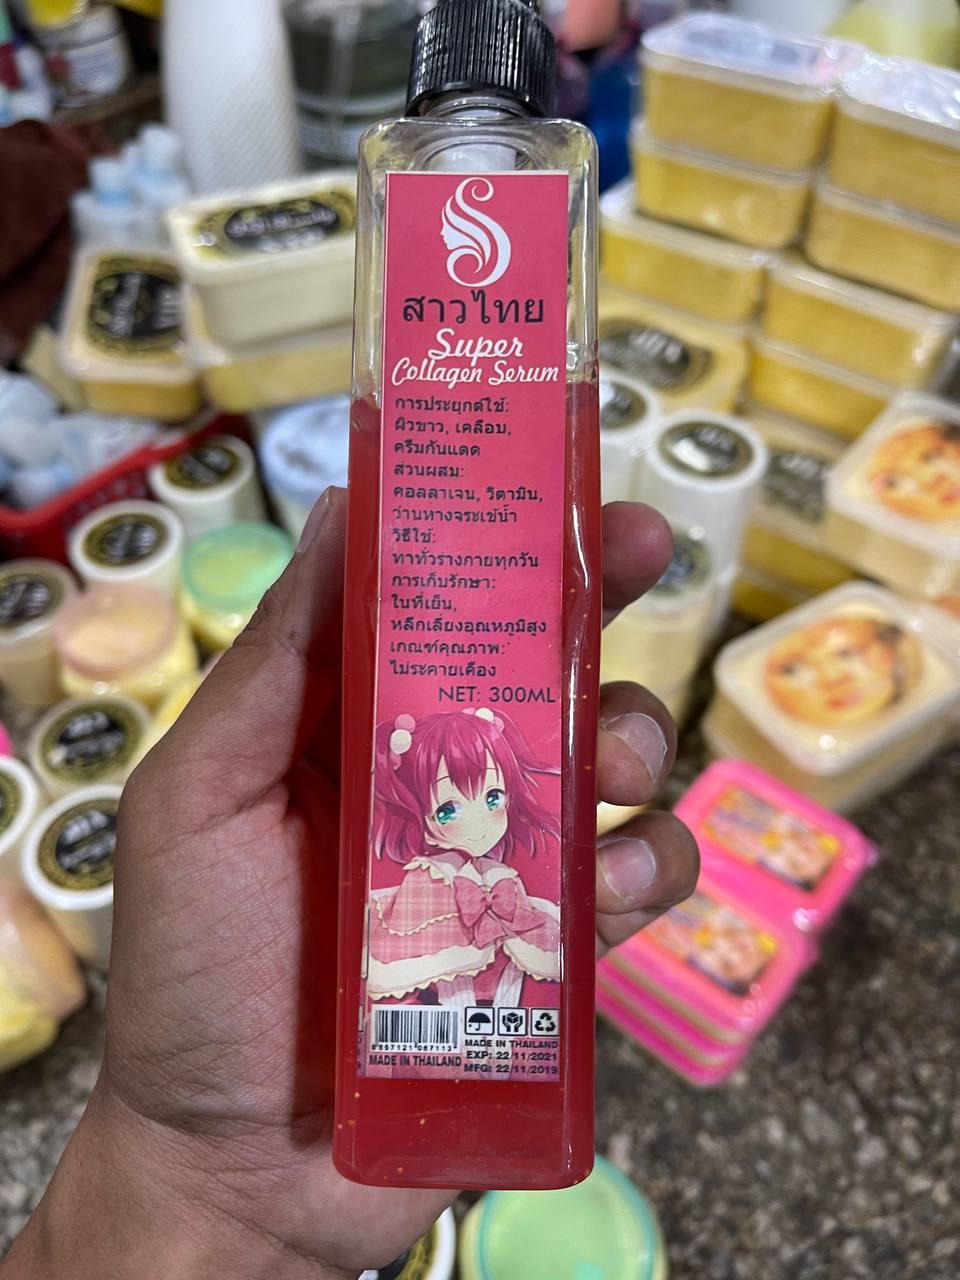 สาวไทย
Super
Collagen Serum
การประยุกต์ใช้:
ผิวขาว, เคลือบ,
ครีมกันแดด
ส่วนผสม:
คอลลาเจน, วิตามิน,
ว่านหางจระเข้น้ำ
วิธีใช้:
ทาทั่วร่างกายทุกวัน
การเก็บรักษา:
ในที่เย็น,
หลีกเลี่ยงอุณหภูมิสูง
เกณฑ์คุณภาพ:
ไม่ระคายเคือง
NET: 300ML
8857121 087113
MADE IN THAILAND
MADE IN THAILAND
EXP: 22/11/2021
MFG: 22/11/2019